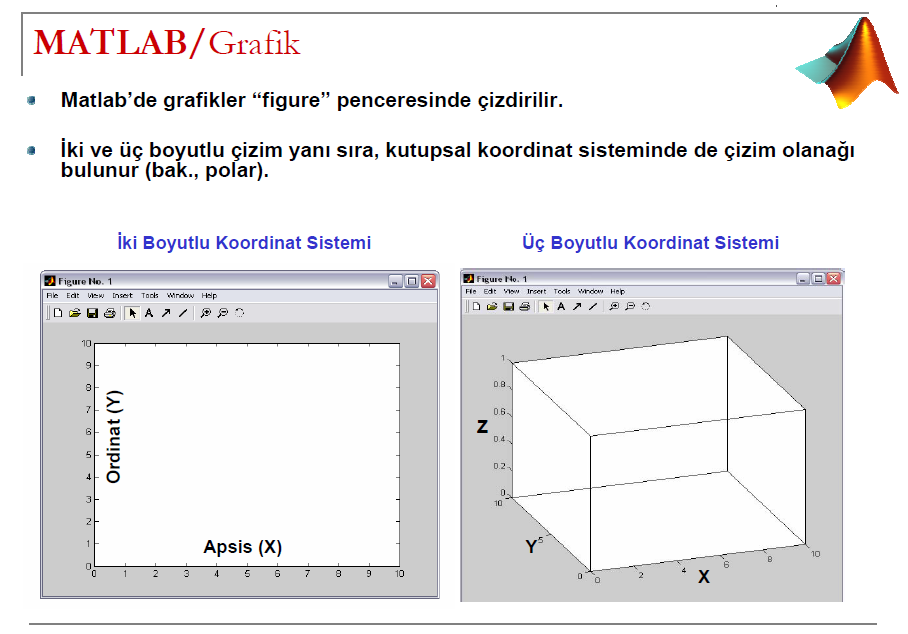 MATLAB/Grafik
Matlab’de grafikler “figure” penceresinde çizdirilir.
İki ve üç boyutlu çizim yanı sıra, kutupsal koordinat sisteminde de çizim olanağı
bulunur (bak., polar).
İki Boyutlu Koordinat Sistemi
Figure No. 1
File Edit View Insert Tools Window Help
A
10
9
8
7
6
5
4
3
2
1
0
Ordinat (Y)
Apsis (X)
0 1 2 3 4 5 6 7 8 9 10
Üç Boyutlu Koordinat Sistemi
Figure No. 1
File Edit View Insert Tools Window Help
A
1
0.8
0.6
Z
0.4
0.2
0
10
Y 5
0
0 2 4 6 8 10
X